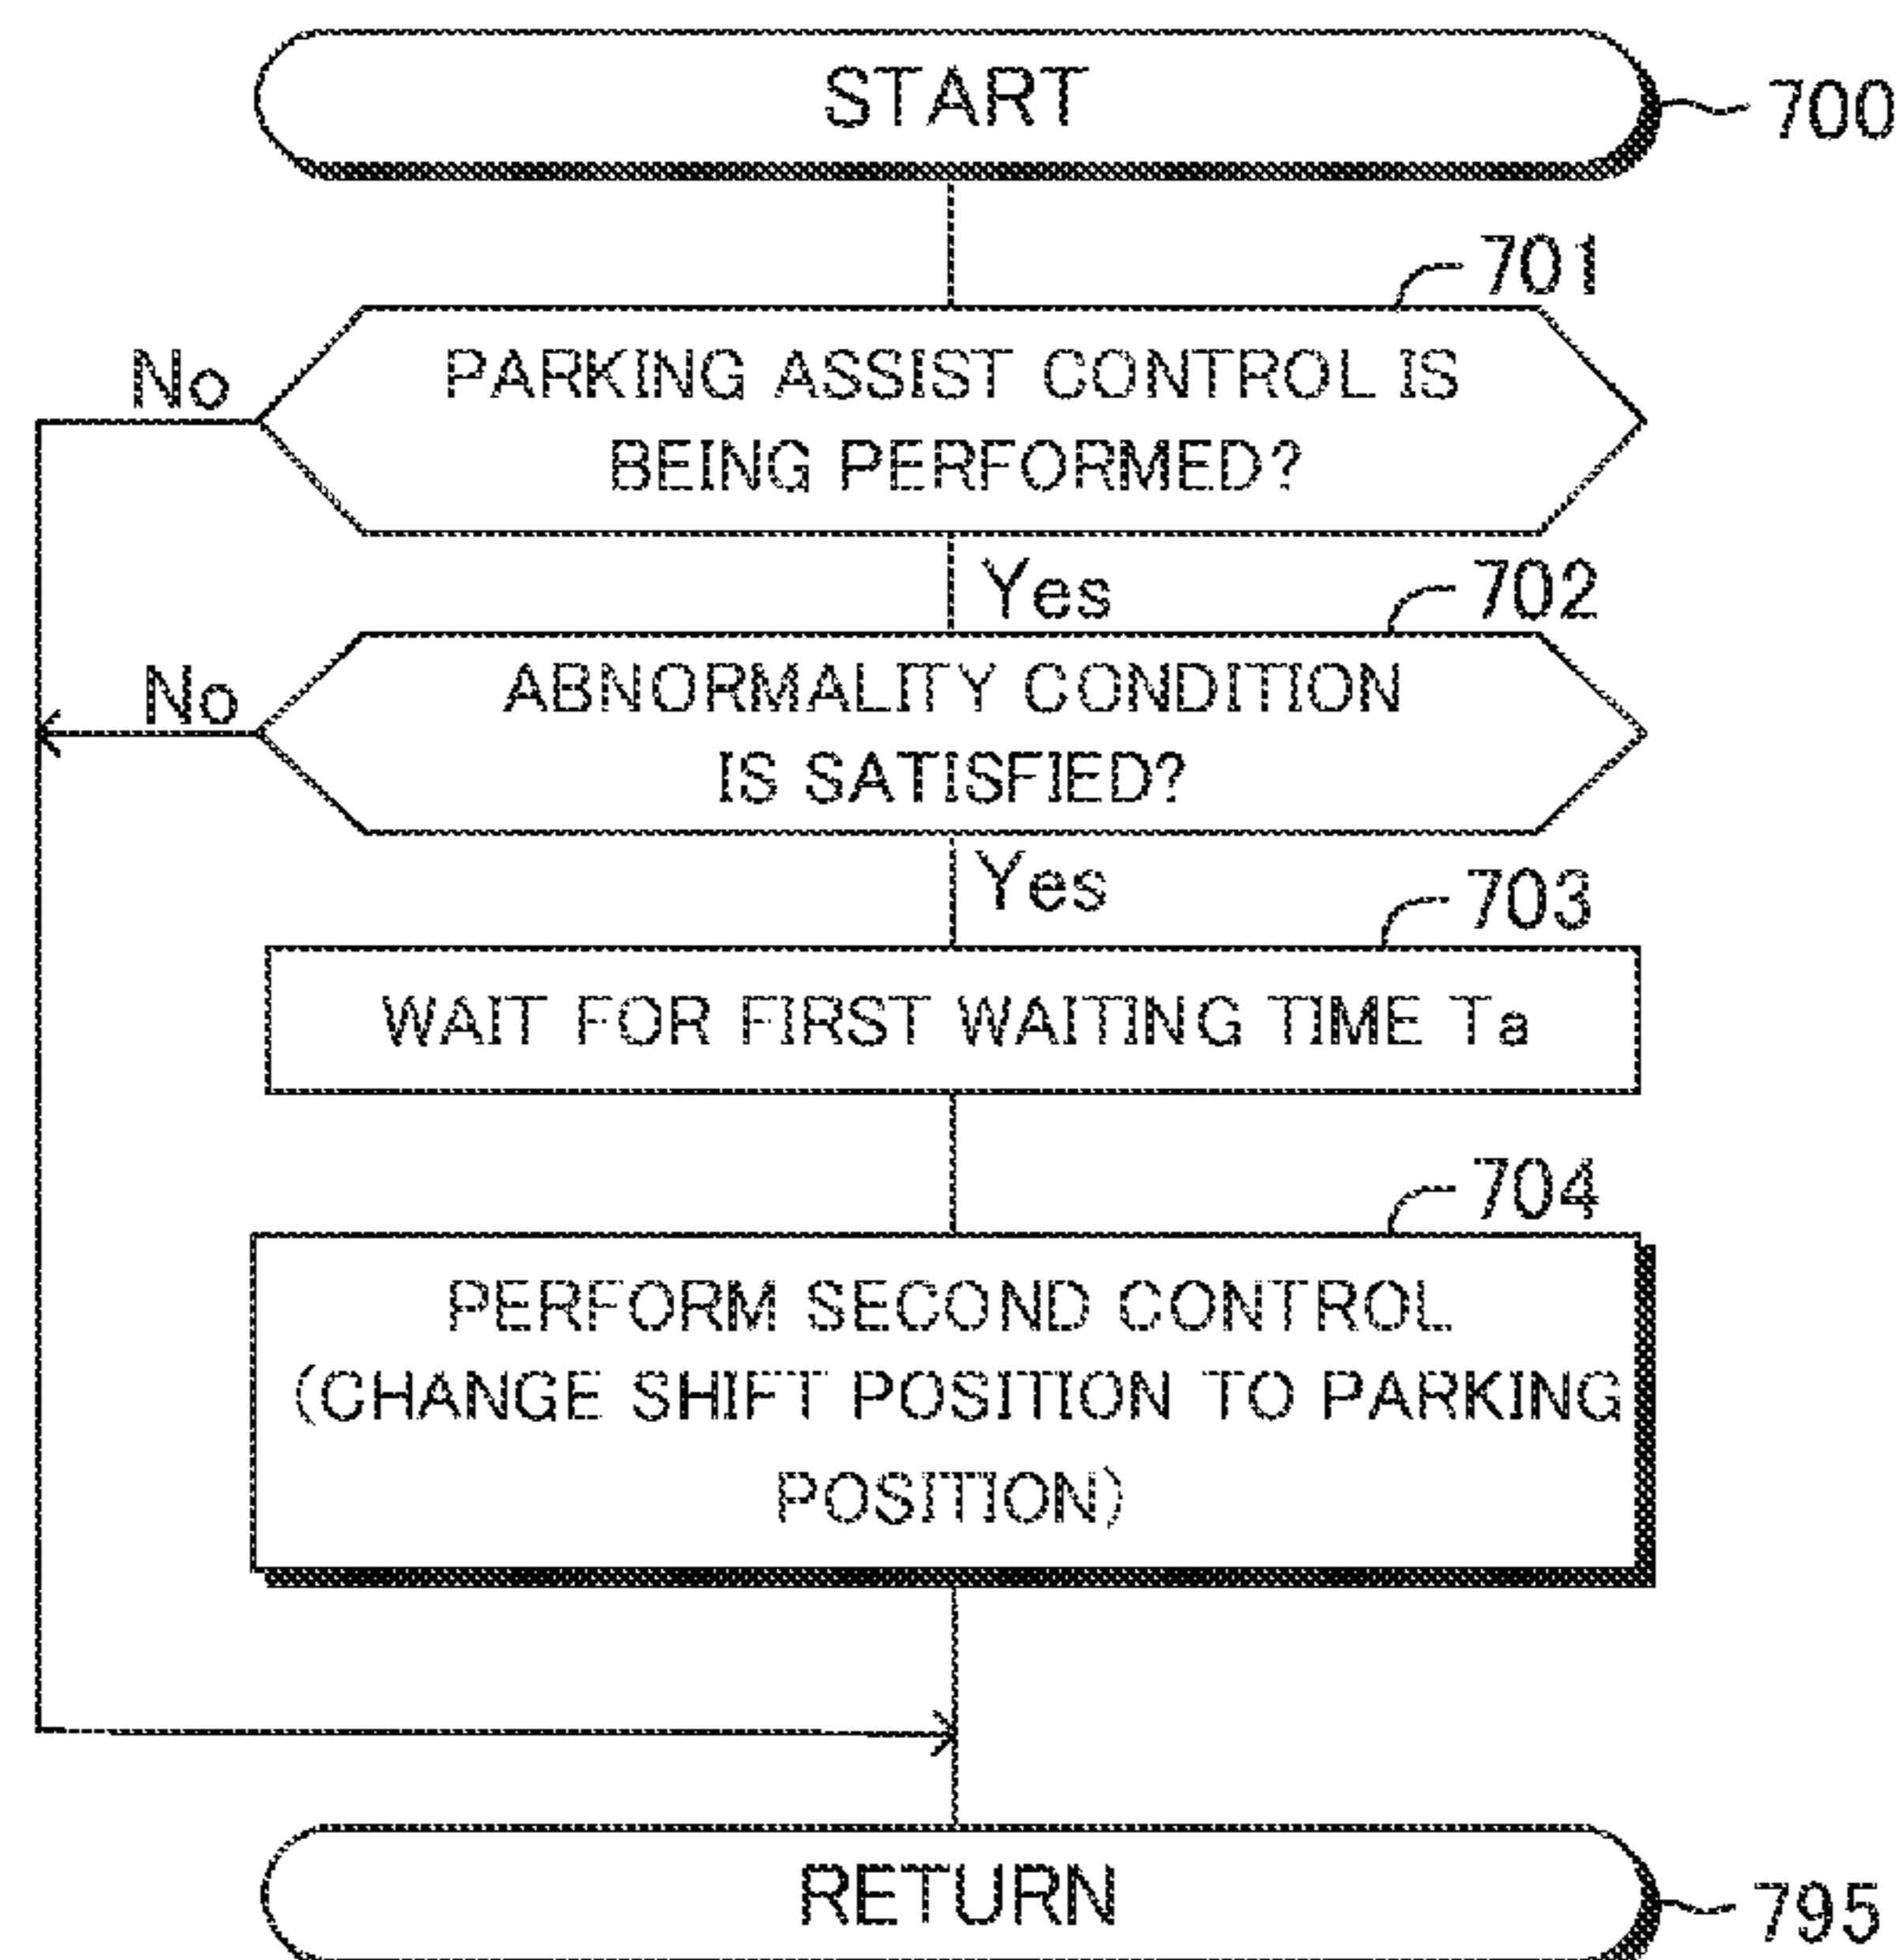 START
700
701
No
PARKING ASSIST CONTROL IS
BEING PERFORMED?
Yes
702
No
ABNORMALITY CONDITION
IS SATISFIED?
Yes
703
WAIT FOR FIRST WAITING TIME Ta
704
PERFORM SECOND CONTROL
(CHANGE SHIFT POSITION TO PARKING
POSITION)
RETURN
795